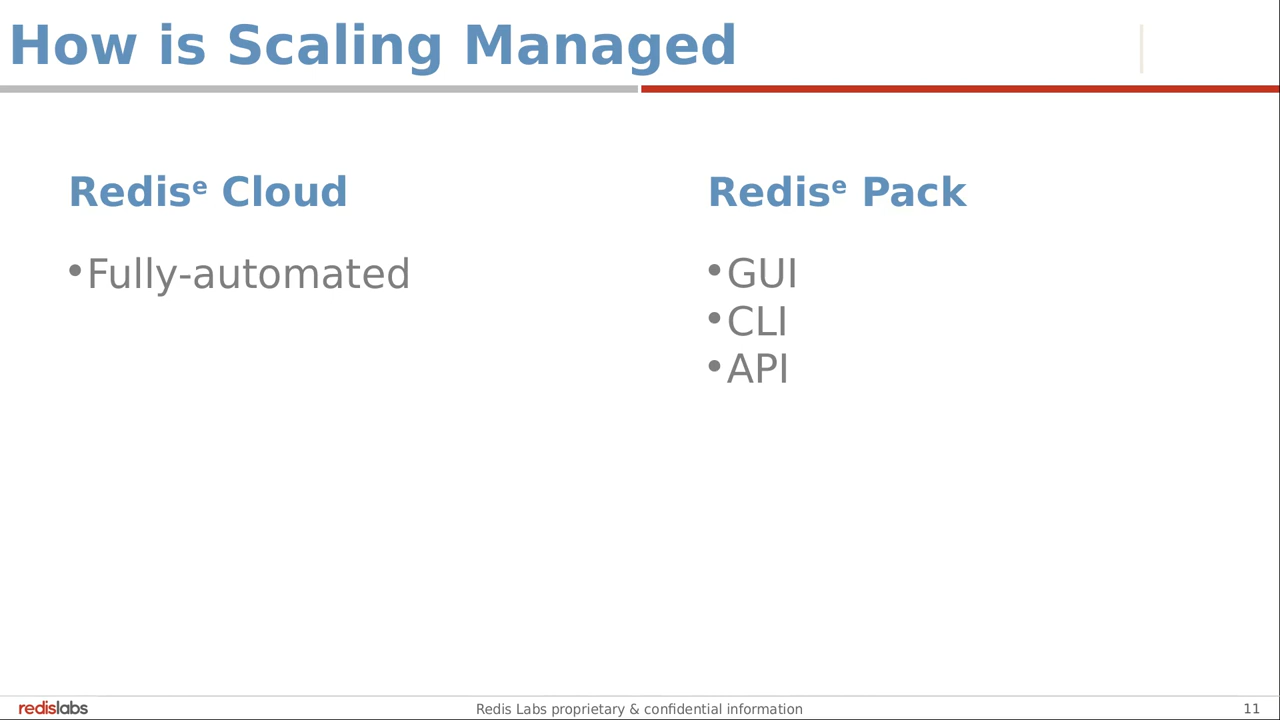 How is Scaling Managed
Redisᵉ Cloud
•Fully-automated
Redisᵉ Pack
•GUI
•CLI
•API
redislabs
Redis Labs proprietary & confidential information
11